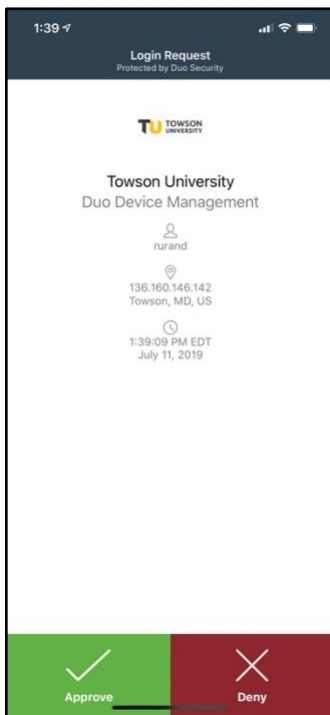 1:39
Login Request
Protected by Duo Security
TU TOWSON
UNIVERSITY
Towson University
Duo Device Management
rurand
136.160.146.142
Towson, MD, US
1:39:09 PM EDT
July 11, 2019
Approve
Deny